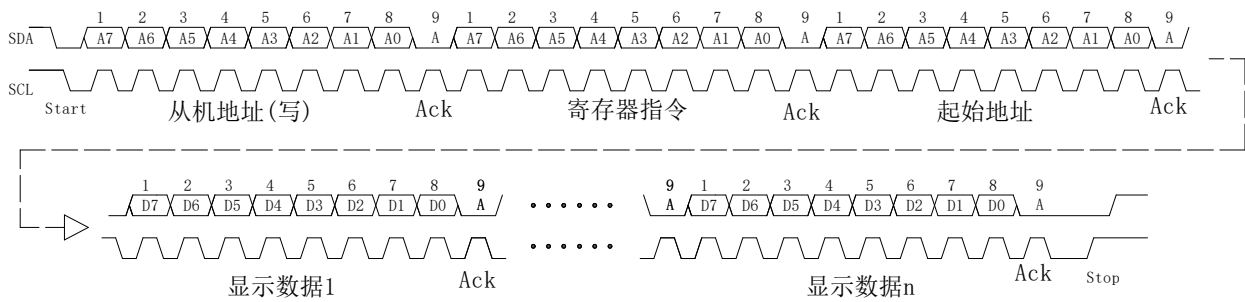 1 2 3 4 5 6 7 8 9 1 2 3 4 5 6 7 8 9 1 2 3 4 5 6 7 8 9
SDA A7 A6 A5 A4 A3 A2 A1 A0 A A7 A6 A5 A4 A3 A2 A1 A0 A A7 A6 A5 A4 A3 A2 A1 A0 A
SCL
Start 从机地址(写) Ack 寄存器指令 Ack 起始地址 Ack
1 2 3 4 5 6 7 8 9 9 1 2 3 4 5 6 7 8 9
D7 D6 D5 D4 D3 D2 D1 D0 A ...... A D7 D6 D5 D4 D3 D2 D1 D0 A
......
显示数据1 Ack 显示数据n Ack Stop